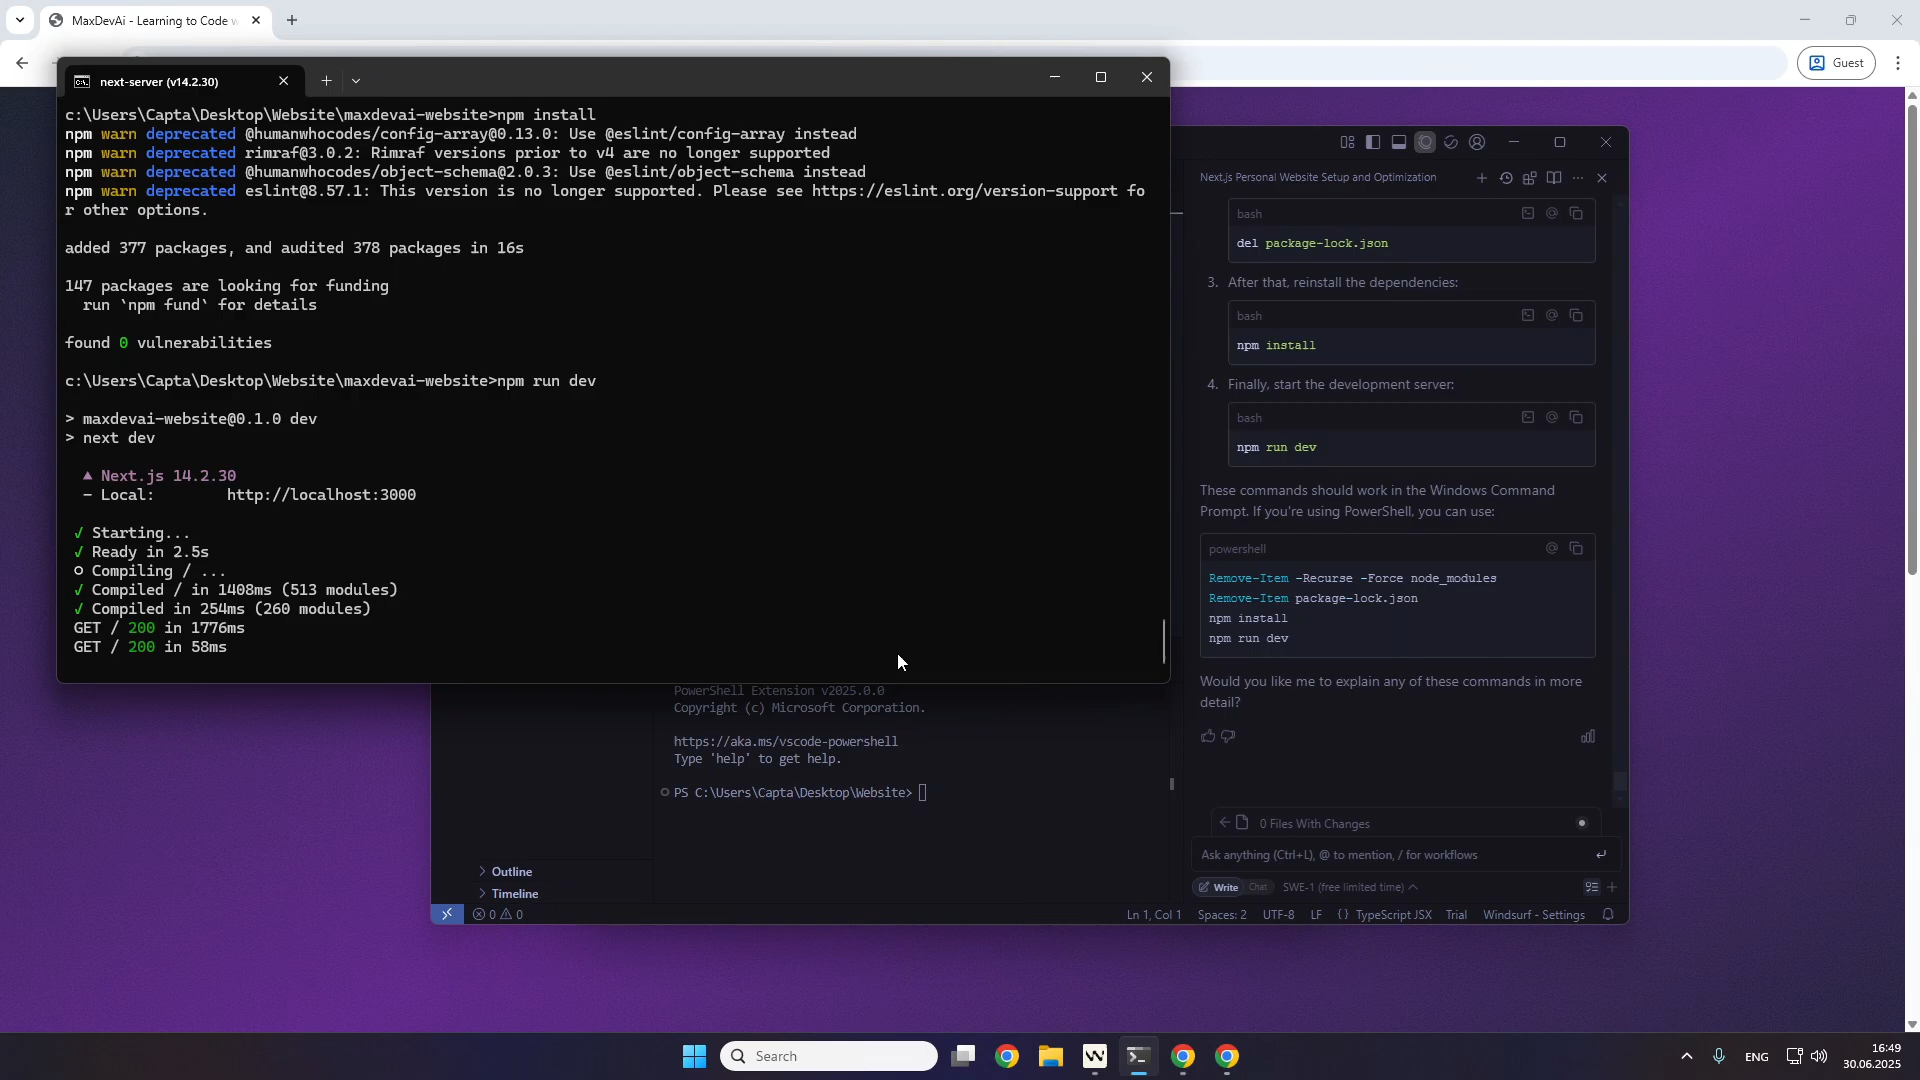 MaxDevAi - Learning to Code w
Guest
next-server (v14.2.30)
c:\Users\Capta\Desktop\Website\maxdevai-website>npm install
npm warn deprecated @humanwhocodes/config-array@0.13.0: Use @eslint/config-array instead
npm warn deprecated rimraf@3.0.2: Rimraf versions prior to v4 are no longer supported
npm warn deprecated @humanwhocodes/object-schema@2.0.3: Use @eslint/object-schema instead
npm warn deprecated eslint@8.57.1: This version is no longer supported. Please see https://eslint.org/version-support fo
r other options.
added 377 packages, and audited 378 packages in 16s
147 packages are looking for funding
run `npm fund` for details
found 0 vulnerabilities
c:\Users\Capta\Desktop\Website\maxdevai-website>npm run dev
> maxdevai-website@0.1.0 dev
> next dev
▲ Next.js 14.2.30
- Local: http://localhost:3000
✓ Starting...
✓ Ready in 2.5s
○ Compiling / ...
✓ Compiled / in 1408ms (513 modules)
✓ Compiled in 254ms (260 modules)
GET / 200 in 1776ms
GET / 200 in 58ms
PowerShell Extension v2025.0.0
Copyright (c) Microsoft Corporation.
https://aka.ms/vscode-powershell
Type 'help' to get help.
PS C:\Users\Capta\Desktop\Website>
Outline
Timeline
Next.js Personal Website Setup and Optimization
bash
del package-lock.json
3. After that, reinstall the dependencies:
bash
npm install
4. Finally, start the development server:
bash
npm run dev
These commands should work in the Windows Command
Prompt. If you're using PowerShell, you can use:
powershell
Remove-Item -Recurse -Force node_modules
Remove-Item package-lock.json
npm install
npm run dev
Would you like me to explain any of these commands in more
detail?
0 Files With Changes
Ask anything (Ctrl+L), @ to mention, / for workflows
Write Chat SWE-1 (free limited time)
0 0 Ln 1, Col 1 Spaces: 2 UTF-8 LF {} TypeScript JSX Trial Windsurf - Settings
Search
ENG
16:49
30.06.2025